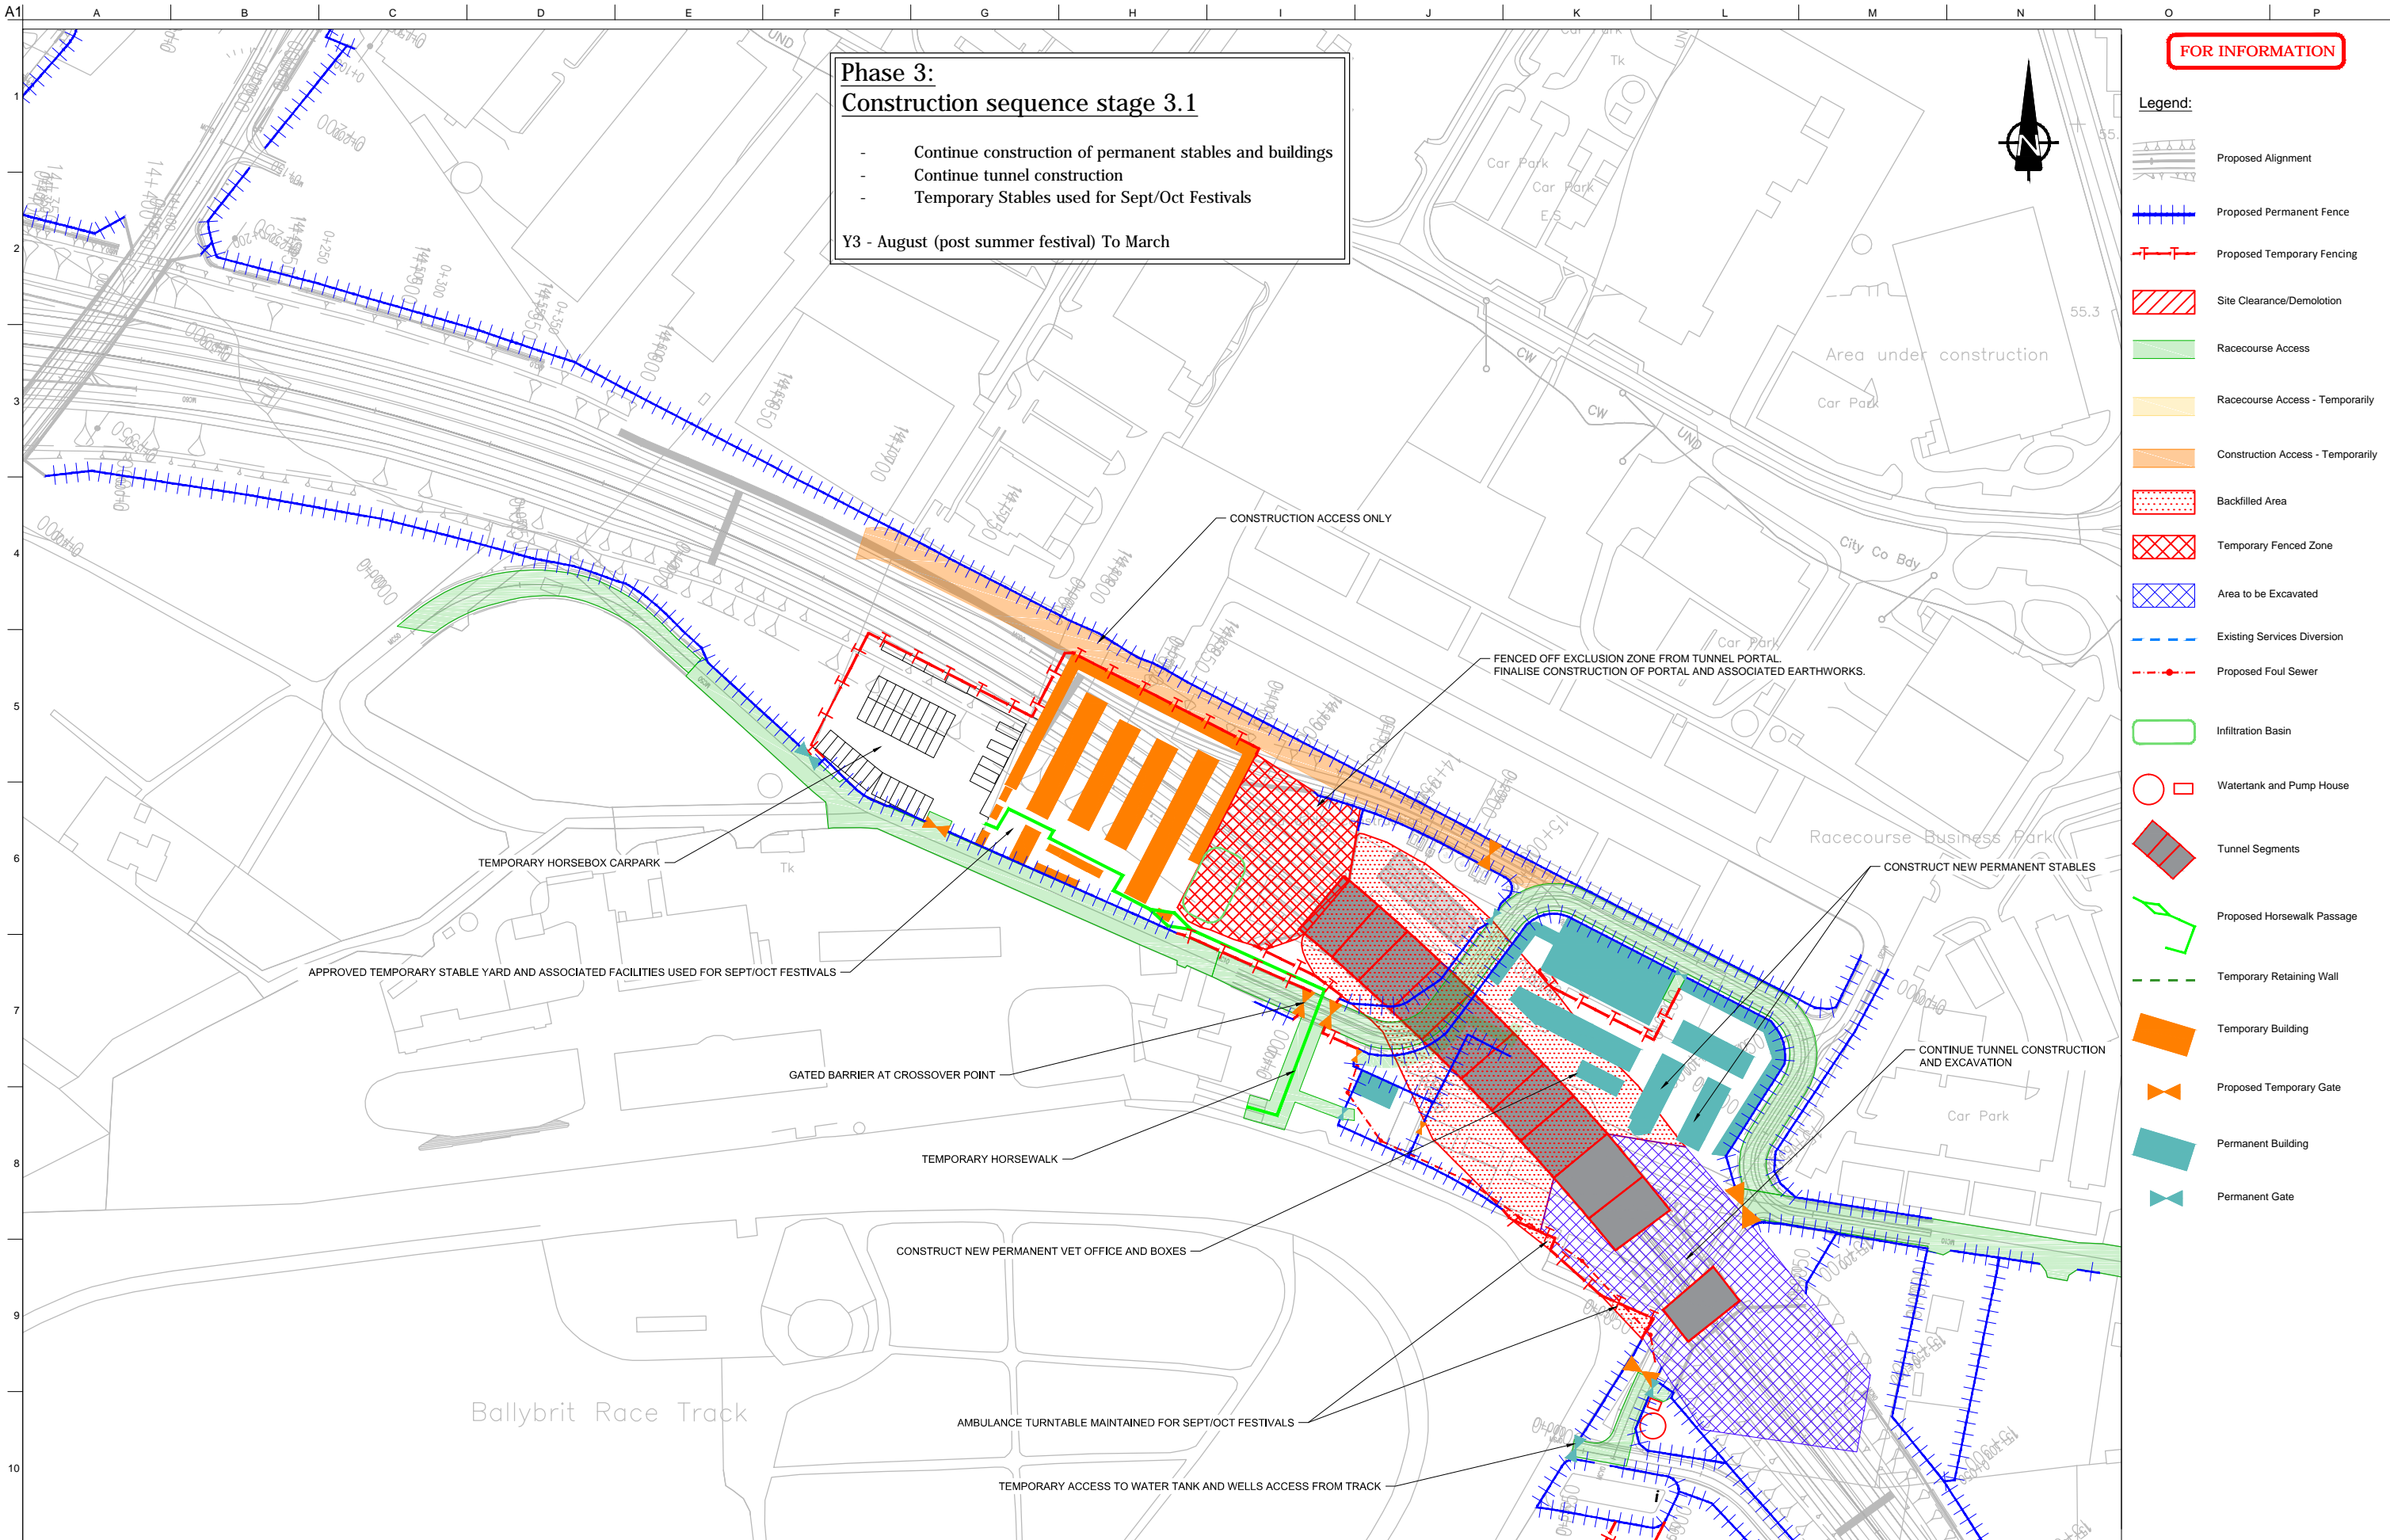 A1
A
B
C
D
E
F
G
H
I
J
K
L
M
N
O
P
1
2
3
4
5
6
7
8
9
10
Phase 3:
Construction sequence stage 3.1
- Continue construction of permanent stables and buildings
- Continue tunnel construction
- Temporary Stables used for Sept/Oct Festivals
Y3 - August (post summer festival) To March
N
FOR INFORMATION
Legend:
Proposed Alignment
Proposed Permanent Fence
Proposed Temporary Fencing
Site Clearance/Demolotion
Racecourse Access
Racecourse Access - Temporarily
Construction Access - Temporarily
Backfilled Area
Temporary Fenced Zone
Area to be Excavated
Existing Services Diversion
Proposed Foul Sewer
Infiltration Basin
Watertank and Pump House
Tunnel Segments
Proposed Horsewalk Passage
Temporary Retaining Wall
Temporary Building
Proposed Temporary Gate
Permanent Building
Permanent Gate
UND
Car Park
Tk
UND
Car Park
Car Park
E.S
55.3
Area under construction
Car Park
CW
CW
UND
City Co Bdy
Car Park
Racecourse Business Park
Car Park
Tk
Ballybrit Race Track
i
CONSTRUCTION ACCESS ONLY
FENCED OFF EXCLUSION ZONE FROM TUNNEL PORTAL.
FINALISE CONSTRUCTION OF PORTAL AND ASSOCIATED EARTHWORKS.
TEMPORARY HORSEBOX CARPARK
CONSTRUCT NEW PERMANENT STABLES
APPROVED TEMPORARY STABLE YARD AND ASSOCIATED FACILITIES USED FOR SEPT/OCT FESTIVALS
GATED BARRIER AT CROSSOVER POINT
CONTINUE TUNNEL CONSTRUCTION
AND EXCAVATION
TEMPORARY HORSEWALK
CONSTRUCT NEW PERMANENT VET OFFICE AND BOXES
AMBULANCE TURNTABLE MAINTAINED FOR SEPT/OCT FESTIVALS
TEMPORARY ACCESS TO WATER TANK AND WELLS ACCESS FROM TRACK